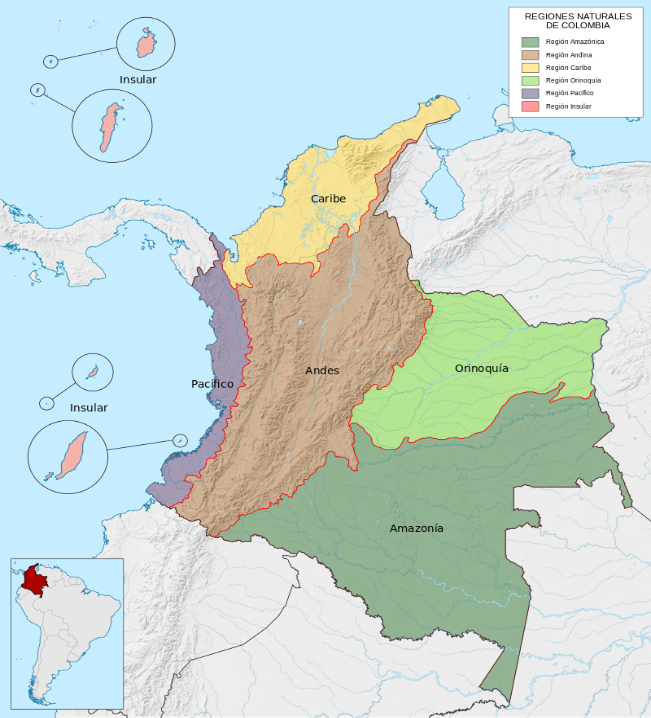 REGIONES NATURALES
DE COLOMBIA
Región Amazónica
Región Andina
Región Caribe
Región Orinoquía
Región Pacífico
Región Insular
Insular
Caribe
Orinoquía
Andes
Pacífico
Insular
Amazonía